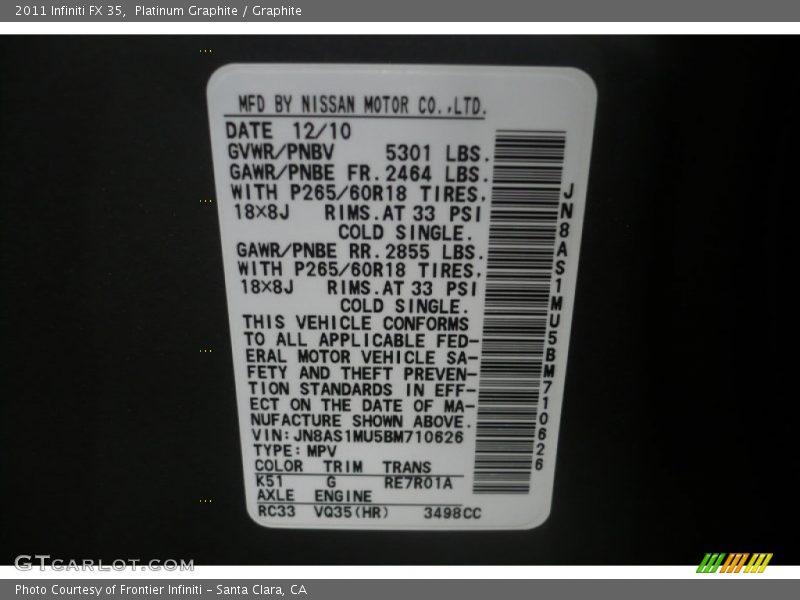 2011 Infiniti FX 35,  Platinum Graphite / Graphite
MFD BY NISSAN MOTOR CO.,LTD.
DATE 12/10
GVWR/PNBV 5301 LBS.
GAWR/PNBE FR. 2464 LBS.
WITH P265/60R18 TIRES,
18×8J RIMS.AT 33 PSI
COLD SINGLE.
GAWR/PNBE RR. 2855 LBS.
WITH P265/60R18 TIRES,
18×8J RIMS.AT 33 PSI
COLD SINGLE.
THIS VEHICLE CONFORMS
TO ALL APPLICABLE FED-
ERAL MOTOR VEHICLE SA-
FETY AND THEFT PREVEN-
TION STANDARDS IN EFF-
ECT ON THE DATE OF MA-
NUFACTURE SHOWN ABOVE.
VIN:JN8AS1MU5BM710626
TYPE:MPV
COLOR TRIM TRANS
K51 G RE7R01A
AXLE ENGINE
RC33 VQ35(HR) 3498CC
JN8AS1MU5BM710626
GTCARLOT.COM
Photo Courtesy of Frontier Infiniti - Santa Clara, CA